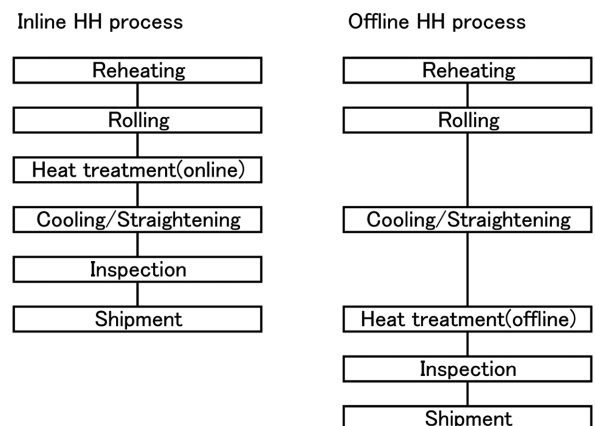 Inline HH process
Reheating
Rolling
Heat treatment(online)
Cooling/Straightening
Inspection
Shipment
Offline HH process
Reheating
Rolling
Cooling/Straightening
Heat treatment(offline)
Inspection
Shipment